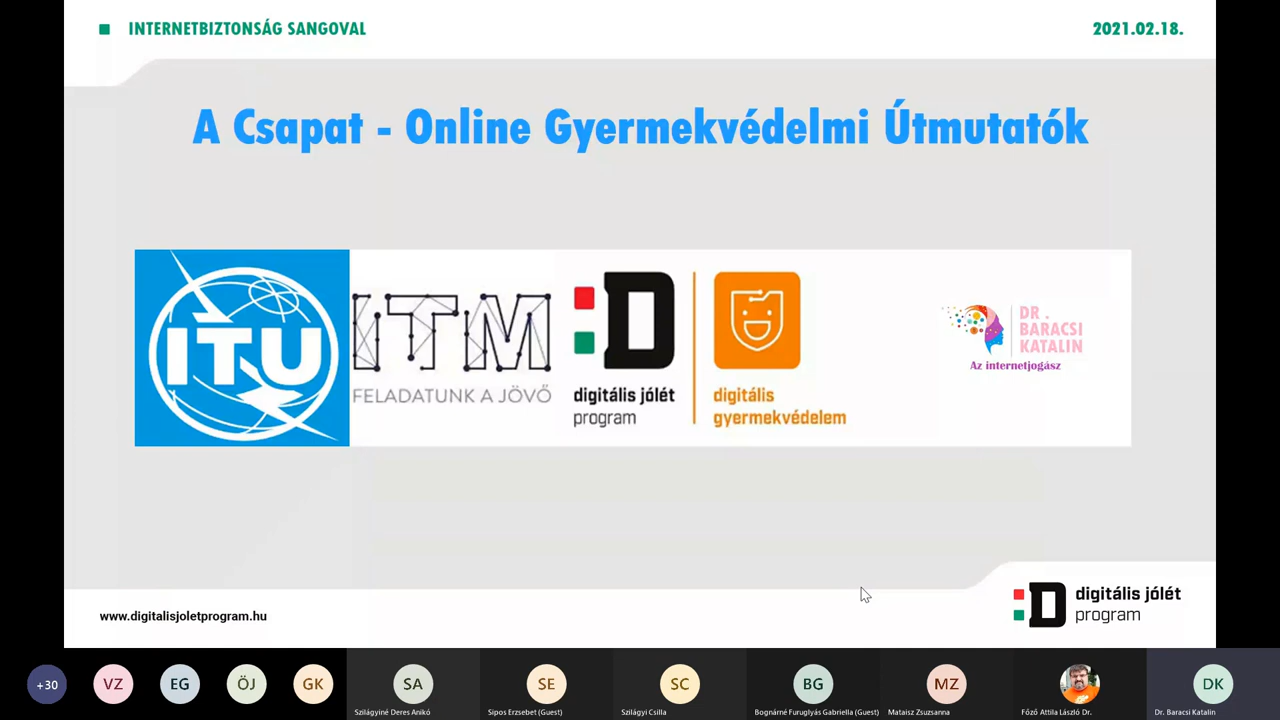 INTERNETBIZTONSÁG SANGOVAL
2021.02.18.
A Csapat - Online Gyermekvédelmi Útmutatók
ITU
ITM
FELADATUNK A JÖVŐ
:D
digitális jólét
program
digitális
gyermekvédelem
DR.
BARACSI
KATALIN
Az internetjogász
www.digitalisjoletprogram.hu
:D
digitális jólét
program
+30
VZ
EG
ÖJ
GK
SA
SE
SC
BG
MZ
DK
Szilágyiné Deres Anikó
Sipos Erzsebet (Guest)
Szilágyi Csilla
Bognárné Furuglyás Gabriella (Guest)
Mataisz Zsuzsanna
Főző Attila László Dr.
Dr. Baracsi Katalin